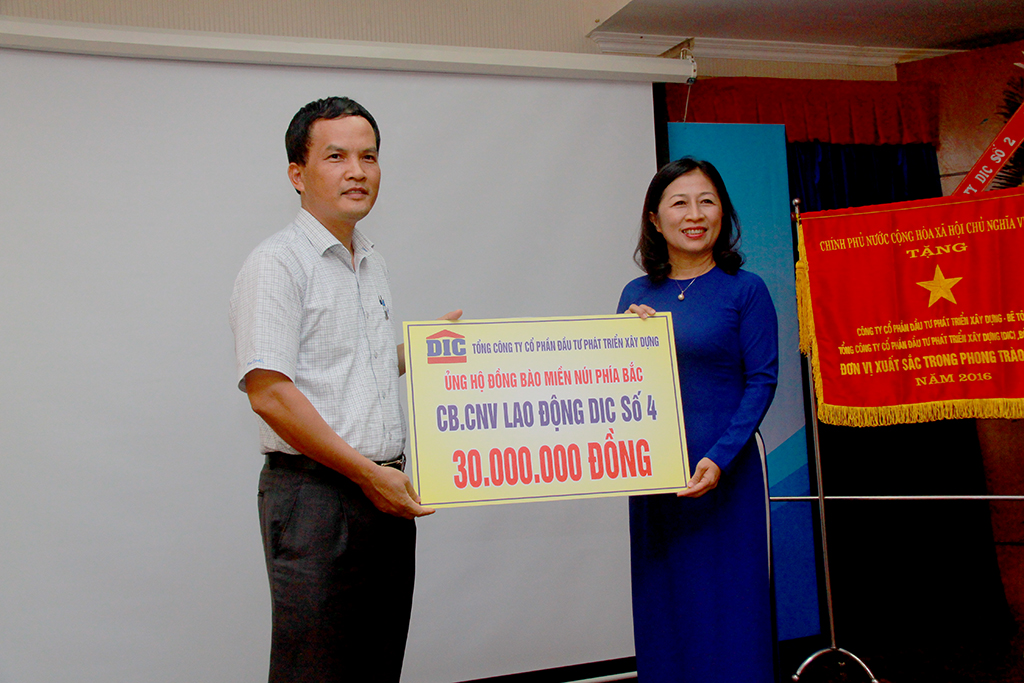 DIC TỔNG CÔNG TY CỔ PHẦN ĐẦU TƯ PHÁT TRIỂN XÂY DỰNG
ỦNG HỘ ĐỒNG BÀO MIỀN NÚI PHÍA BẮC
CB.CNV LAO ĐỘNG DIC Số 4
30.000.000 ĐỒNG
DIC SỐ 2
CHÍNH PHỦ NƯỚC CỘNG HÒA XÃ HỘI CHỦ NGHĨA V
TẶNG
CÔNG TY CỔ PHẦN ĐẦU TƯ PHÁT TRIỂN XÂY DỰNG - BÊ TÔ
TỔNG CÔNG TY CỔ PHẦN ĐẦU TƯ PHÁT TRIỂN XÂY DỰNG (DIC), B
ĐƠN VỊ XUẤT SẮC TRONG PHONG TRÀO
NĂM 2016